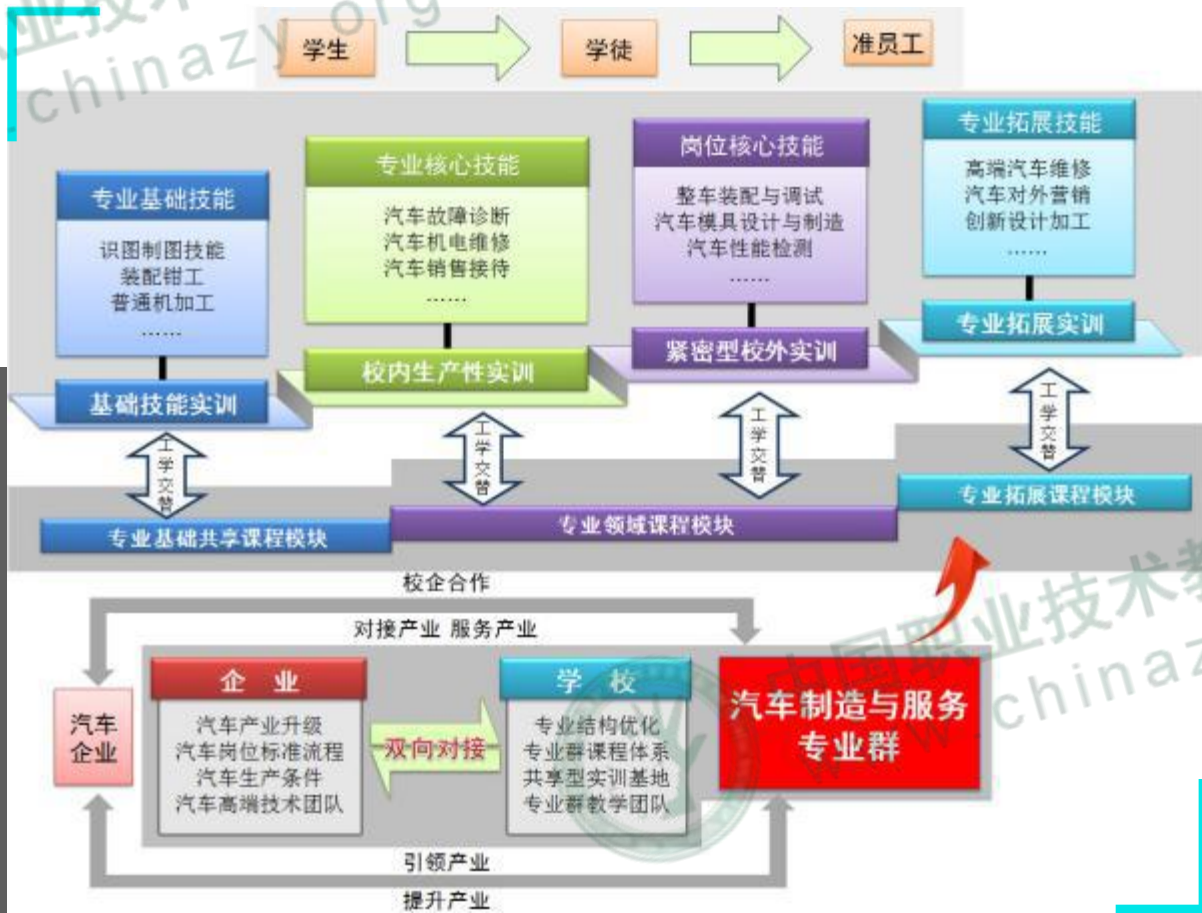 学生
学徒
准员工
专业基础技能
识图制图技能
装配钳工
普通机加工
……
基础技能实训
专业核心技能
汽车故障诊断
汽车机电维修
汽车销售接待
……
校内生产性实训
岗位核心技能
整车装配与调试
汽车模具设计与制造
汽车性能检测
……
紧密型校外实训
专业拓展技能
高端汽车维修
汽车对外营销
创新设计加工
……
专业拓展实训
工学交替
工学交替
工学交替
工学交替
专业基础共享课程模块
专业领域课程模块
专业拓展课程模块
校企合作
对接产业 服务产业
汽车
企业
企 业
汽车产业升级
汽车岗位标准流程
汽车生产条件
汽车高端技术团队
双向对接
学 校
专业结构优化
专业群课程体系
共享型实训基地
专业群教学团队
汽车制造与服务
专业群
引领产业
提升产业
业技术
.chinazy.org
中国职业技术教
www.chinaz